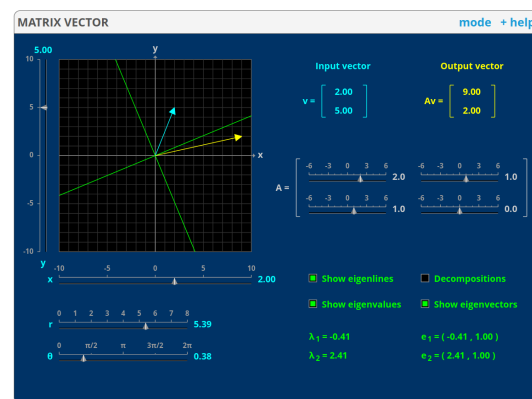 MATRIX VECTOR mode + help
5.00 y
Input vector Output vector
10
v = 2.00 5.00
Av = 9.00 2.00
5
0 x
-5
-10
A =
-6 -3 0 3 6 2.0 -6 -3 0 3 6 1.0
-6 -3 0 3 6 1.0 -6 -3 0 3 6 0.0
y
-10 -5 0 5 10
x 2.00
Show eigenlines Decompositions
Show eigenvalues Show eigenvectors
0 1 2 3 4 5 6 7 8
r 5.39
0 π/2 π 3π/2 2π
θ 0.38
λ1 = -0.41 e1 = ( -0.41 , 1.00 )
λ2 = 2.41 e2 = ( 2.41 , 1.00 )